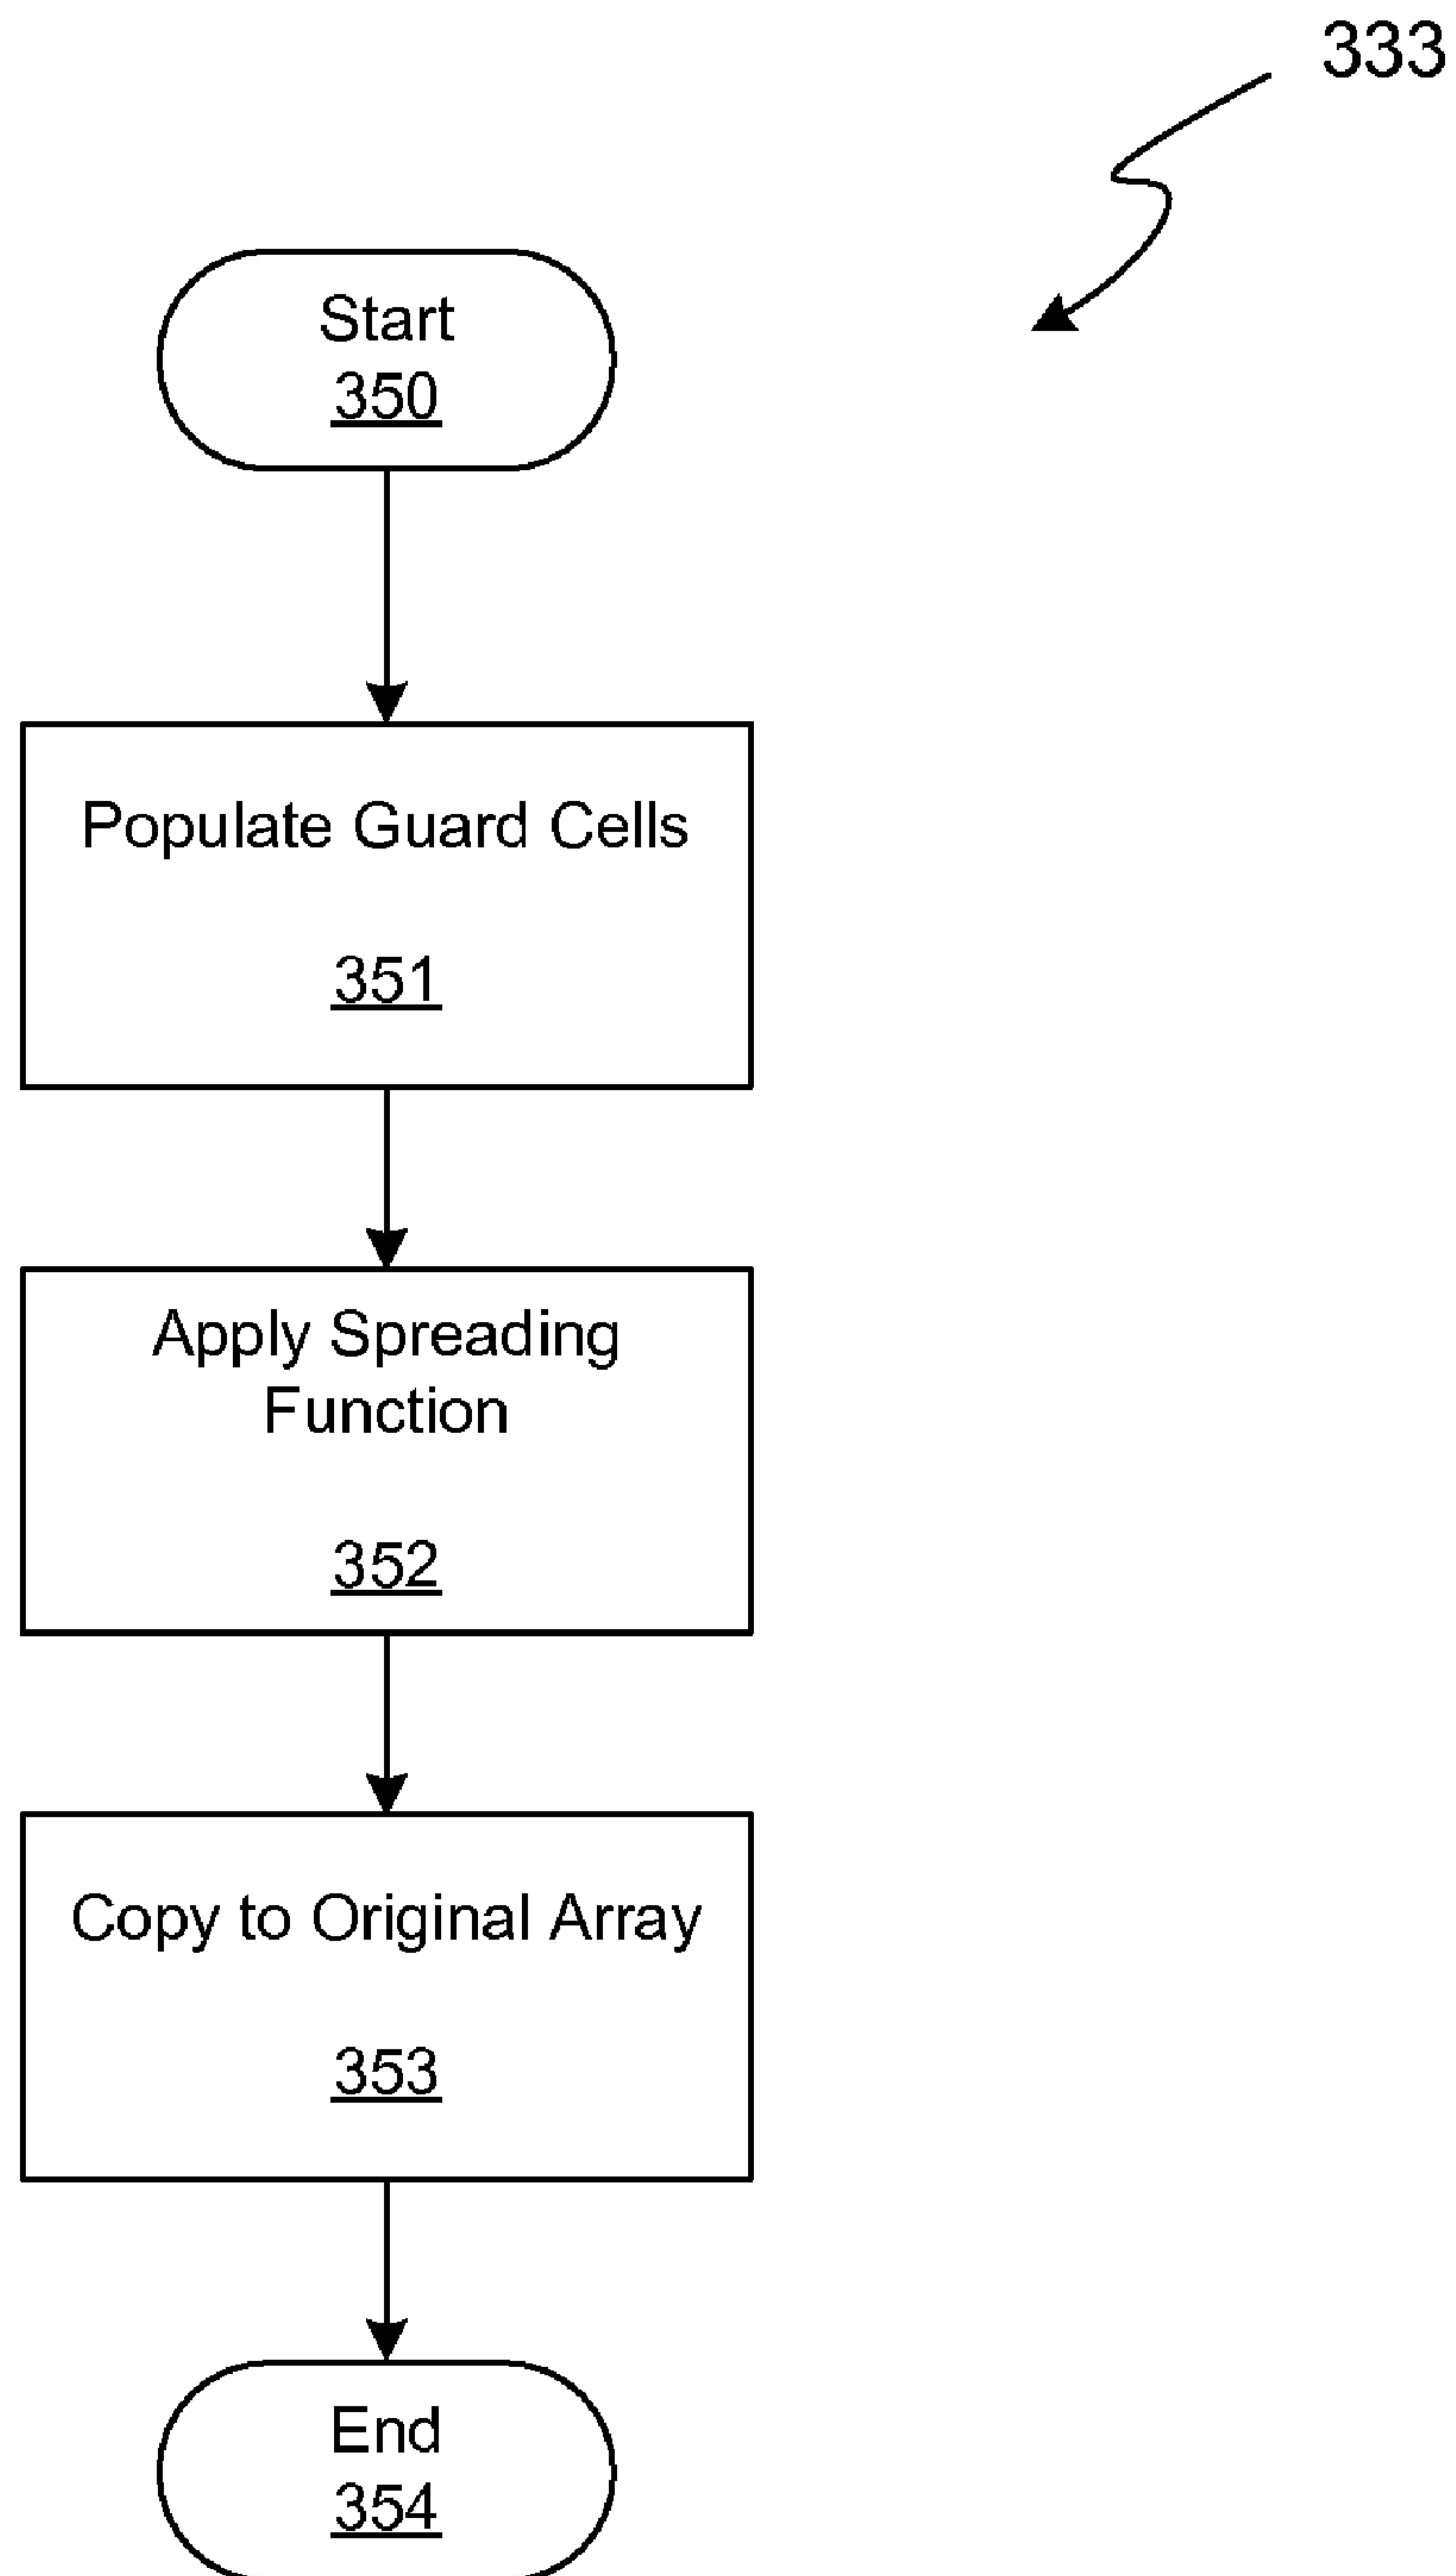 333
Start
350
Populate Guard Cells
351
Apply Spreading
Function
352
Copy to Original Array
353
End
354